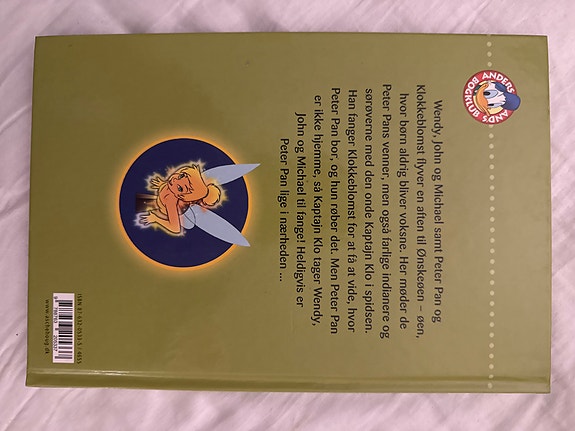 ANDERS
AND'S
BOGKLUB
Wendy, John og Michael samt Peter Pan og
Klokkeblomst flyver en aften til Ønskeøen – øen,
hvor børn aldrig bliver voksne. Her møder de
Peter Pans venner, men også farlige indianere og
sørøverne med den onde Kaptajn Klo i spidsen.
Han fanger Klokkeblomst for at få at vide, hvor
Peter Pan bor, og hun røber det. Men Peter Pan
er ikke hjemme, så Kaptajn Klo tager Wendy,
John og Michael til fange! Heldigvis er
Peter Pan lige i nærheden ...
www.aschehoug.dk